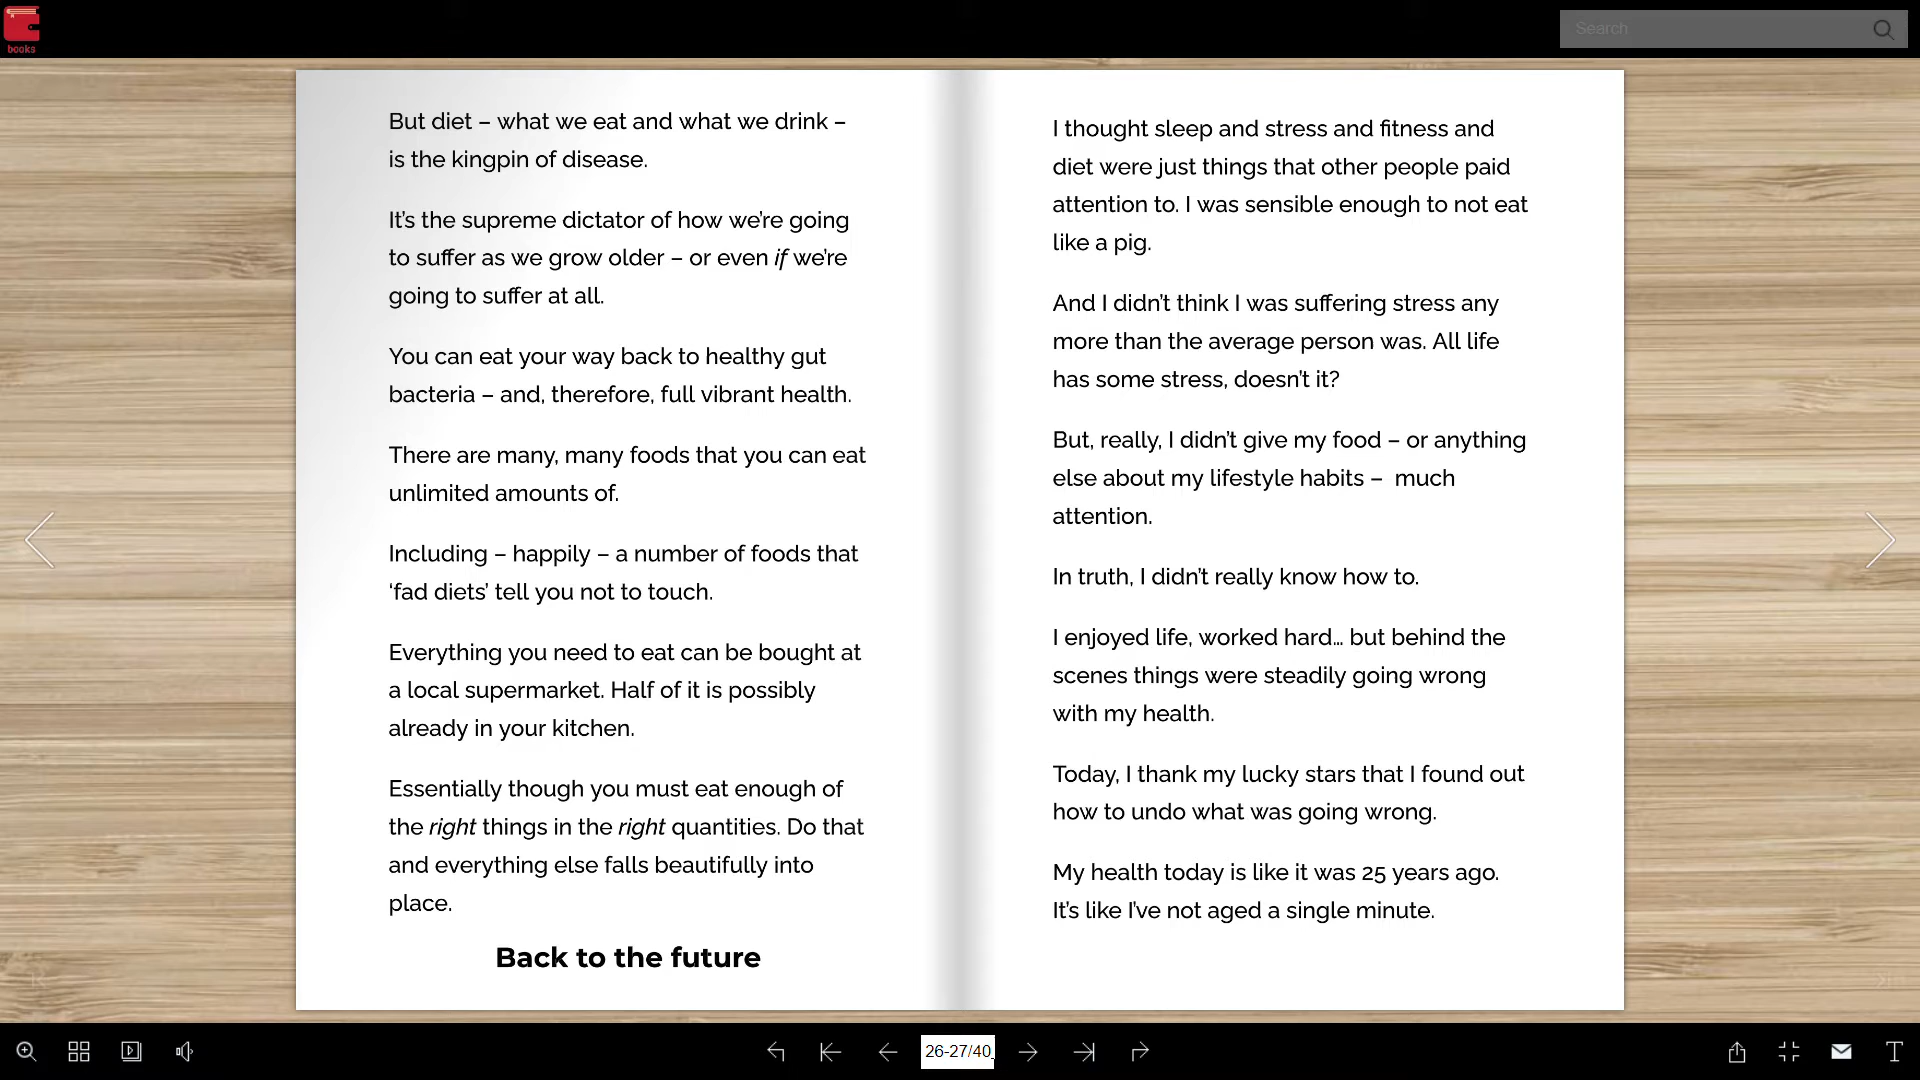 books
Search
But diet – what we eat and what we drink –
is the kingpin of disease.
It’s the supreme dictator of how we’re going
to suffer as we grow older – or even if we’re
going to suffer at all.
You can eat your way back to healthy gut
bacteria – and, therefore, full vibrant health.
There are many, many foods that you can eat
unlimited amounts of.
Including – happily – a number of foods that
‘fad diets’ tell you not to touch.
Everything you need to eat can be bought at
a local supermarket. Half of it is possibly
already in your kitchen.
Essentially though you must eat enough of
the right things in the right quantities. Do that
and everything else falls beautifully into
place.
Back to the future
I thought sleep and stress and fitness and
diet were just things that other people paid
attention to. I was sensible enough to not eat
like a pig.
And I didn’t think I was suffering stress any
more than the average person was. All life
has some stress, doesn’t it?
But, really, I didn’t give my food – or anything
else about my lifestyle habits – much
attention.
In truth, I didn’t really know how to.
I enjoyed life, worked hard… but behind the
scenes things were steadily going wrong
with my health.
Today, I thank my lucky stars that I found out
how to undo what was going wrong.
My health today is like it was 25 years ago.
It’s like I’ve not aged a single minute.
26-27/40
T